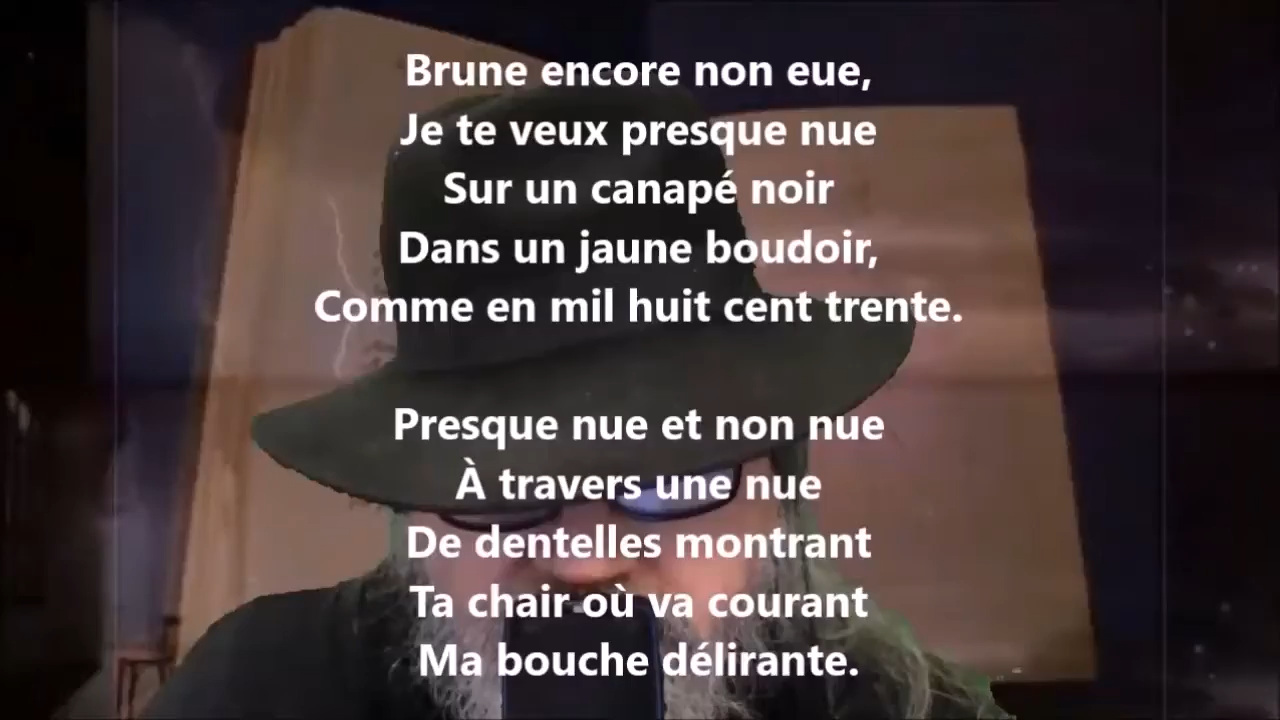 Brune encore non eue,
Je te veux presque nue
Sur un canapé noir
Dans un jaune boudoir,
Comme en mil huit cent trente.
Presque nue et non nue
À travers une nue
De dentelles montrant
Ta chair où va courant
Ma bouche délirante.